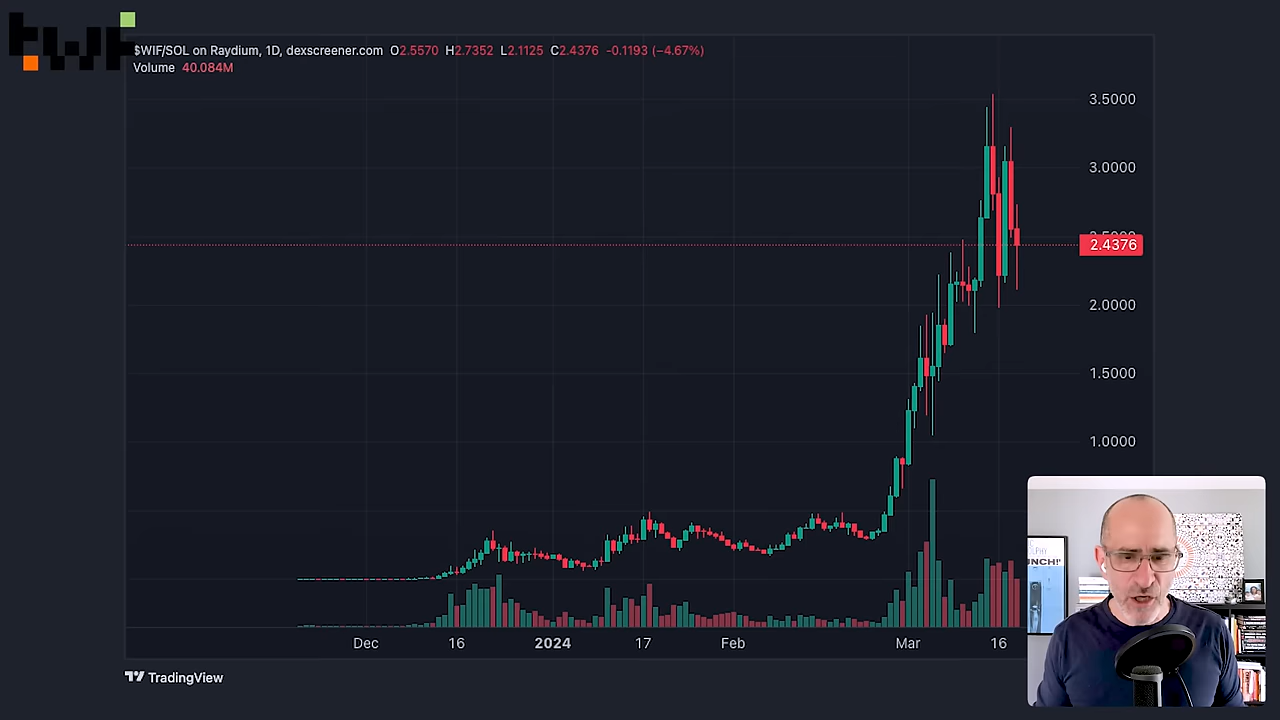 twf
$WIF/SOL on Raydium, 1D, dexscreener.com O2.5570 H2.7352 L2.1125 C2.4376 -0.1193 (−4.67%)
Volume 40.084M
3.5000
3.0000
2.4376
2.0000
1.5000
1.0000
Dec 16 2024 17 Feb Mar 16
TradingView
UNCH!